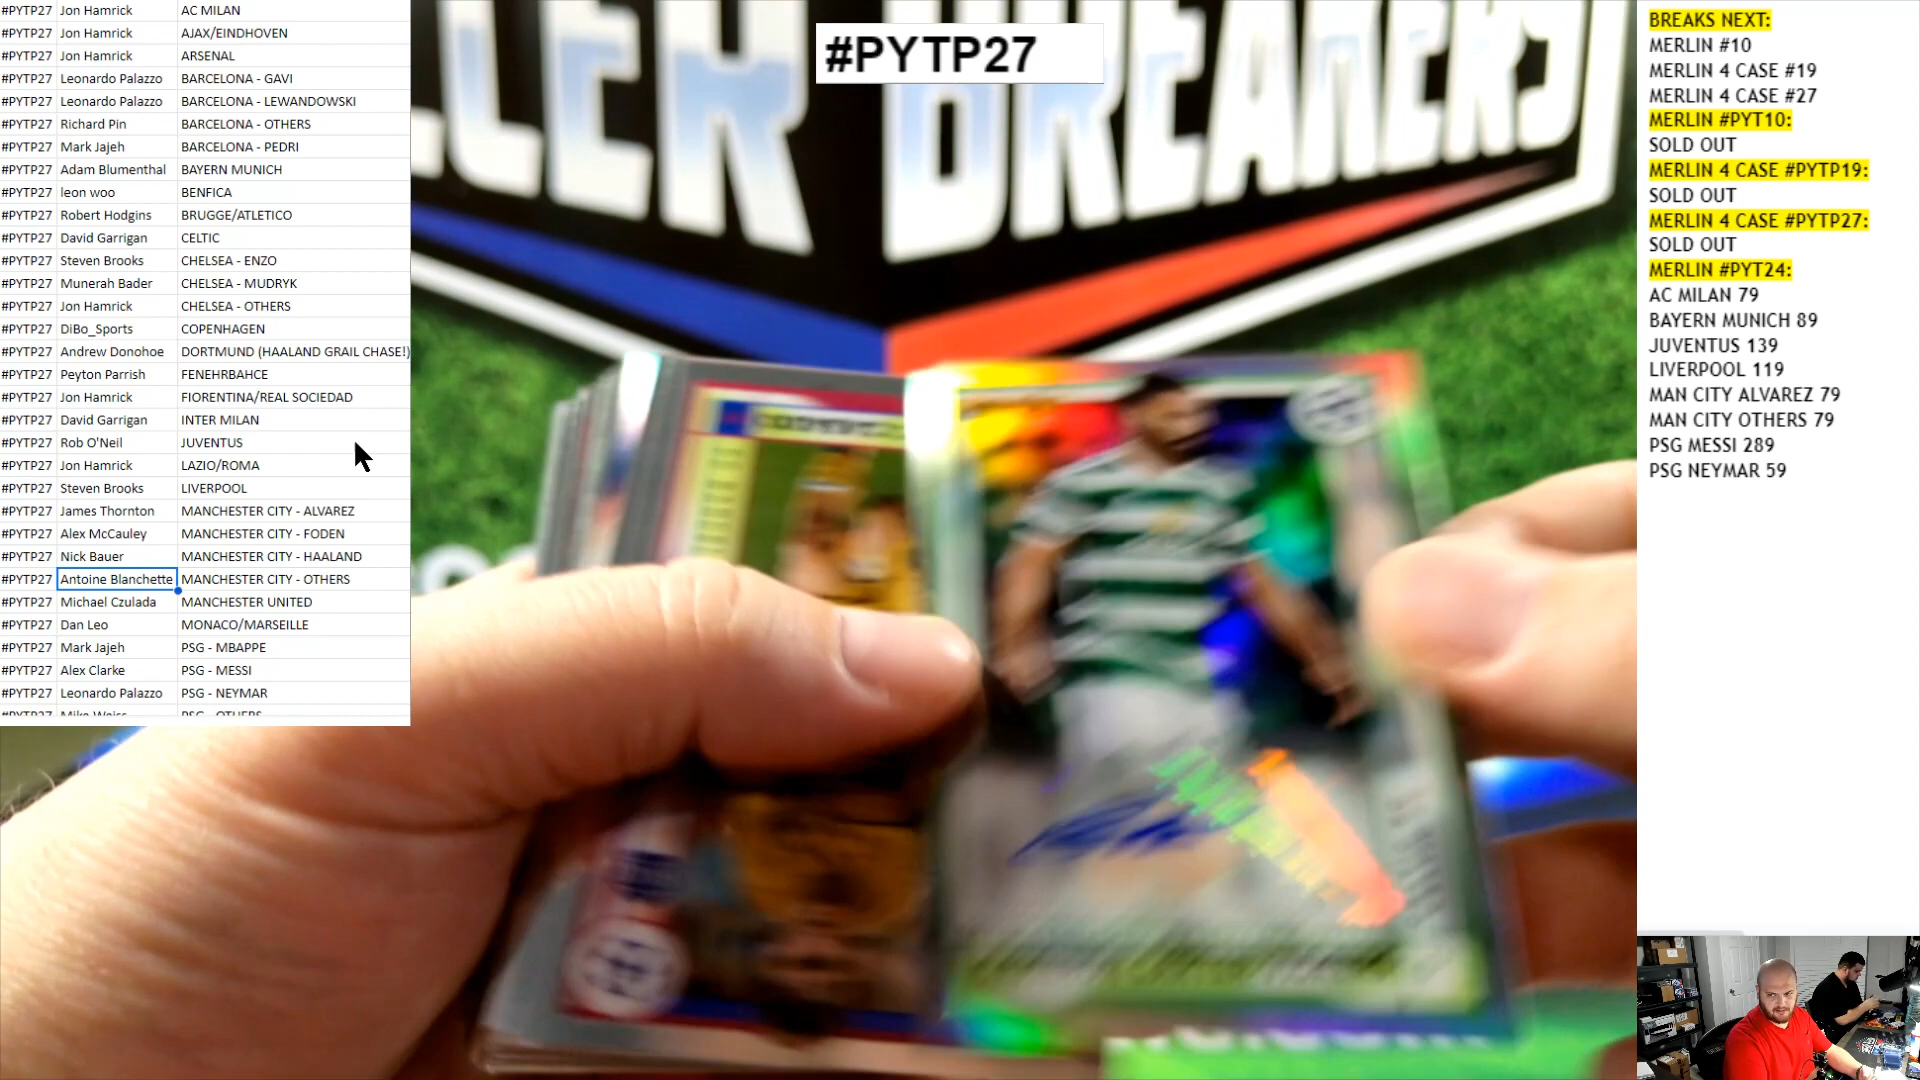 #PYTP27 Jon Hamrick AC MILAN
#PYTP27 Jon Hamrick AJAX/EINDHOVEN
#PYTP27 Jon Hamrick ARSENAL
#PYTP27 Leonardo Palazzo BARCELONA - GAVI
#PYTP27 Leonardo Palazzo BARCELONA - LEWANDOWSKI
#PYTP27 Richard Pin BARCELONA - OTHERS
#PYTP27 Mark Jajeh BARCELONA - PEDRI
#PYTP27 Adam Blumenthal BAYERN MUNICH
#PYTP27 leon woo BENFICA
#PYTP27 Robert Hodgins BRUGGE/ATLETICO
#PYTP27 David Garrigan CELTIC
#PYTP27 Steven Brooks CHELSEA - ENZO
#PYTP27 Munerah Bader CHELSEA - MUDRYK
#PYTP27 Jon Hamrick CHELSEA - OTHERS
#PYTP27 DiBo_Sports COPENHAGEN
#PYTP27 Andrew Donohoe DORTMUND (HAALAND GRAIL CHASE!)
#PYTP27 Peyton Parrish FENEHRBAHCE
#PYTP27 Jon Hamrick FIORENTINA/REAL SOCIEDAD
#PYTP27 David Garrigan INTER MILAN
#PYTP27 Rob O'Neil JUVENTUS
#PYTP27 Jon Hamrick LAZIO/ROMA
#PYTP27 Steven Brooks LIVERPOOL
#PYTP27 James Thornton MANCHESTER CITY - ALVAREZ
#PYTP27 Alex McCauley MANCHESTER CITY - FODEN
#PYTP27 Nick Bauer MANCHESTER CITY - HAALAND
#PYTP27 Antoine Blanchette MANCHESTER CITY - OTHERS
#PYTP27 Michael Czulada MANCHESTER UNITED
#PYTP27 Dan Leo MONACO/MARSEILLE
#PYTP27 Mark Jajeh PSG - MBAPPE
#PYTP27 Alex Clarke PSG - MESSI
#PYTP27 Leonardo Palazzo PSG - NEYMAR
#PYTP27 Mike Weiss PSG - OTHERS
#PYTP27
LLER BREAKERS
BREAKS NEXT:
MERLIN #10
MERLIN 4 CASE #19
MERLIN 4 CASE #27
MERLIN #PYT10:
SOLD OUT
MERLIN 4 CASE #PYTP19:
SOLD OUT
MERLIN 4 CASE #PYTP27:
SOLD OUT
MERLIN #PYT24:
AC MILAN 79
BAYERN MUNICH 89
JUVENTUS 139
LIVERPOOL 119
MAN CITY ALVAREZ 79
MAN CITY OTHERS 79
PSG MESSI 289
PSG NEYMAR 59